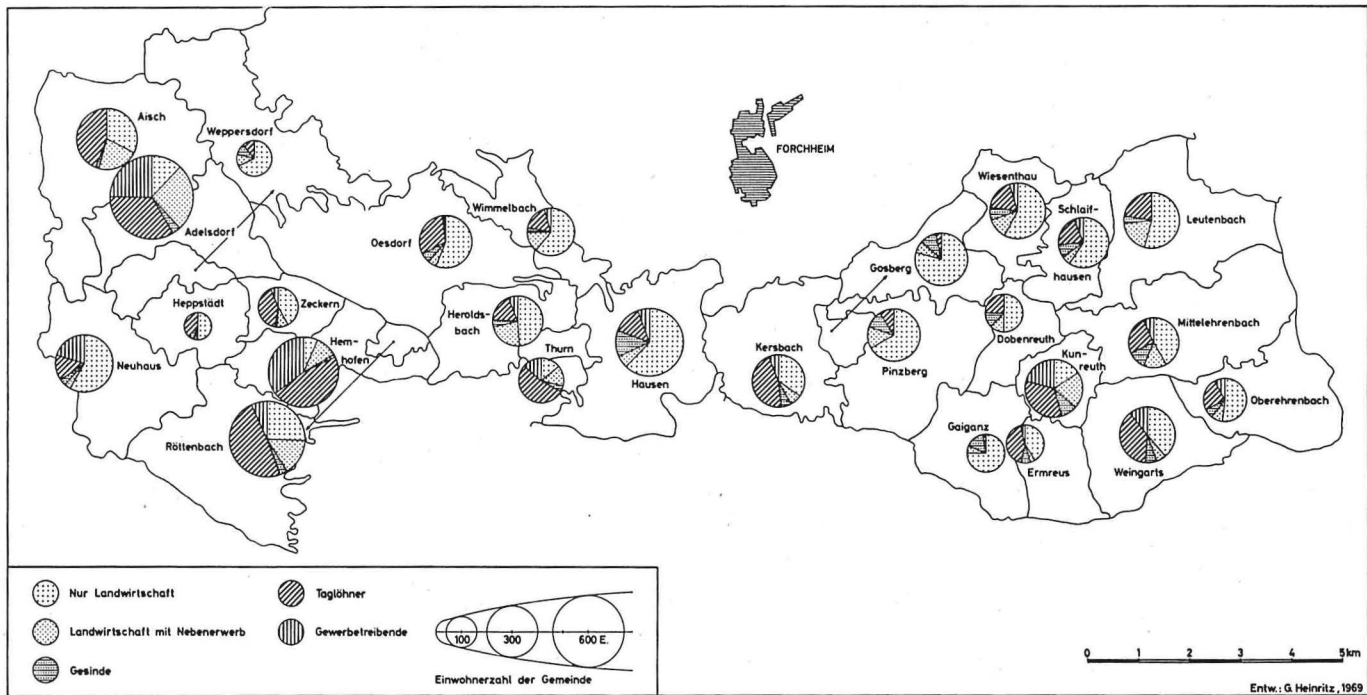 Aisch
Weppersdorf
FORCHHEIM
Wiesenthau
Schlaif-
hausen
Leutenbach
Wimmelbach
Adelsdorf
Oesdorf
Gosberg
Heppstädt
Zeckern
Herolds-
bach
Dobenreuth
Mittelehrenbach
Neuhaus
Hem-
hofen
Thurn
Hausen
Kersbach
Pinzberg
Kun-
reuth
Oberehrenbach
Röttenbach
Gaiganz
Ermreus
Weingarts
Nur Landwirtschaft
Landwirtschaft mit Nebenerwerb
Gesinde
Taglöhner
Gewerbetreibende
100 300 600 E.
Einwohnerzahl der Gemeinde
0 1 2 3 4 5km
Entw.: G. Heinritz, 1969